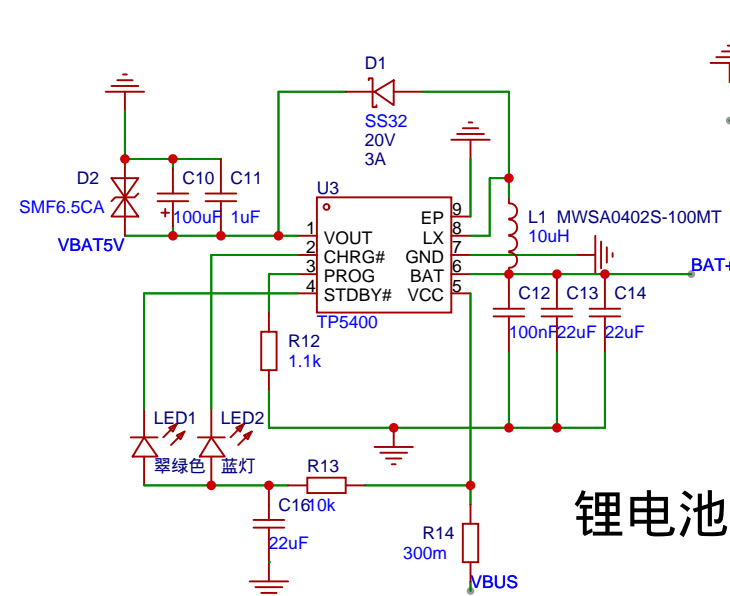 D1
SS32
20V
3A
D2
SMF6.5CA
C10
100uF
C11
1uF
VBAT5V
U3
1 VOUT
2 CHRG#
3 PROG
4 STDBY#
EP 9
LX 8
GND 7
BAT 6
VCC 5
TP5400
L1 MWSA0402S-100MT
10uH
BAT+
C12 C13 C14
100nF 22uF 22uF
R12
1.1k
LED1 LED2
翠绿色 蓝灯
R13
10k
C16
22uF
R14
300m
VBUS
锂电池